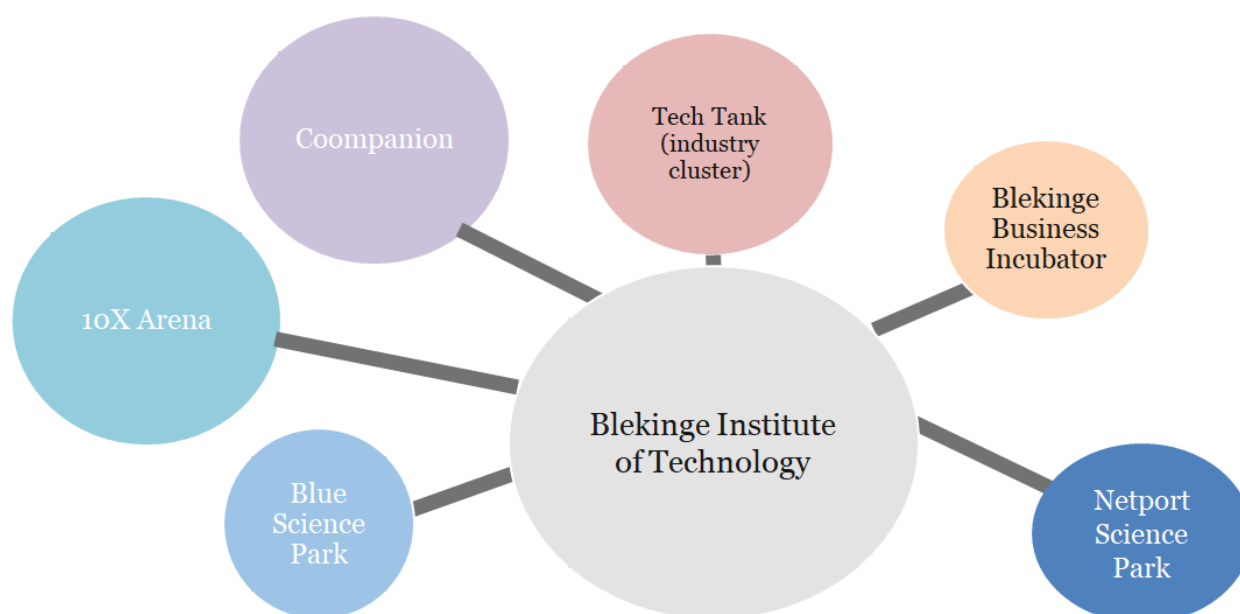 Coompanion
Tech Tank
(industry
cluster)
Blekinge
Business
Incubator
10X Arena
Blekinge Institute
of Technology
Blue
Science
Park
Netport
Science
Park